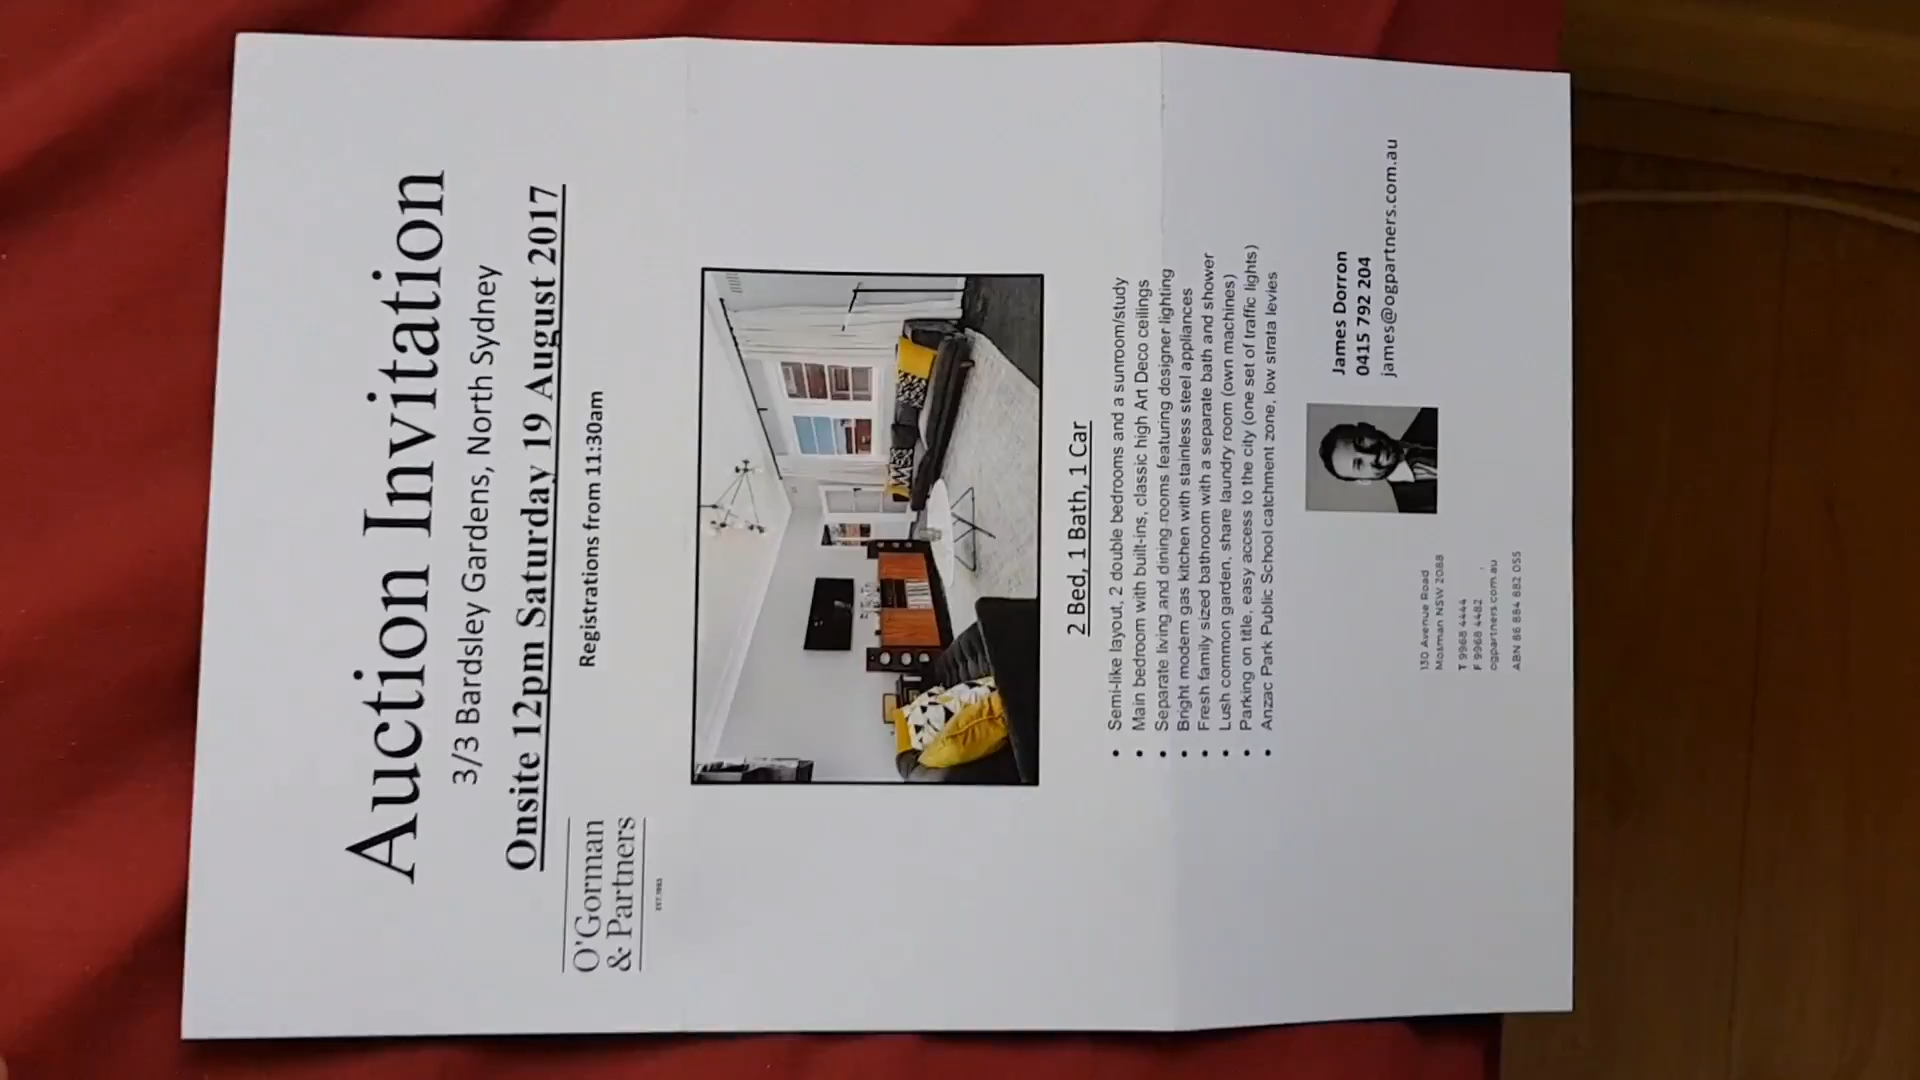 Auction Invitation
3/3 Bardsley Gardens, North Sydney
Onsite 12pm Saturday 19 August 2017
Registrations from 11:30am
O'Gorman
& Partners
EST.1993
2 Bed, 1 Bath, 1 Car
• Semi-like layout, 2 double bedrooms and a sunroom/study
• Main bedroom with built-ins, classic high Art Deco ceilings
• Separate living and dining rooms featuring designer lighting
• Bright modern gas kitchen with stainless steel appliances
• Fresh family sized bathroom with a separate bath and shower
• Lush common garden, share laundry room (own machines)
• Parking on title, easy access to the city (one set of traffic lights)
• Anzac Park Public School catchment zone, low strata levies
James Dorron
0415 792 204
james@ogpartners.com.au
130 Avenue Road
Mosman NSW 2088
T 9968 4444
F 9968 4482
ogpartners.com.au
ABN 86 884 882 055